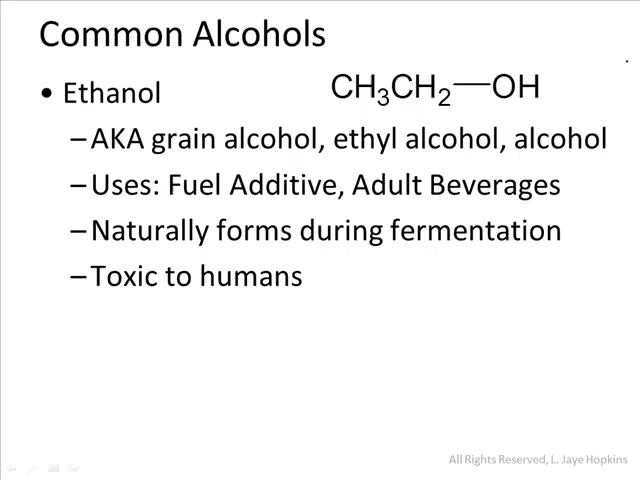 Common Alcohols
• Ethanol CH3CH2—OH
–AKA grain alcohol, ethyl alcohol, alcohol
–Uses: Fuel Additive, Adult Beverages
–Naturally forms during fermentation
–Toxic to humans
All Rights Reserved, L. Jaye Hopkins